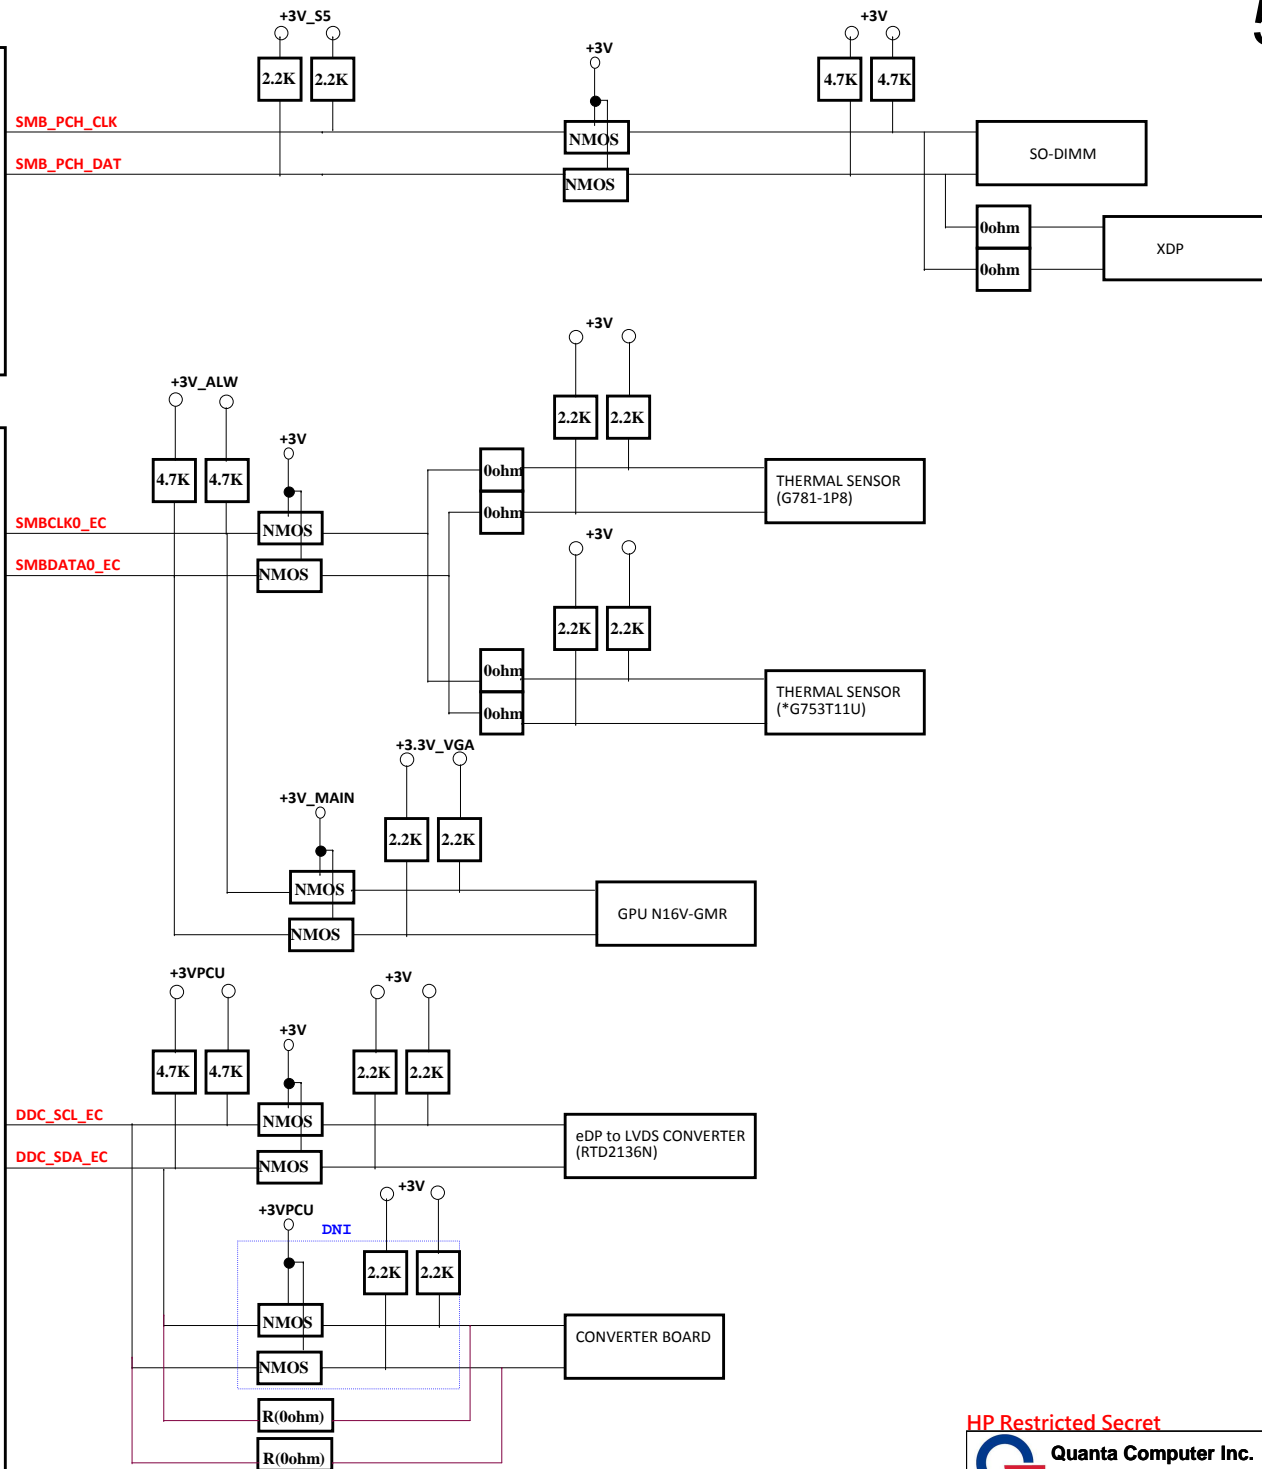 +3V_S5
+3V
+3V
2.2K
2.2K
4.7K
4.7K
SMB_PCH_CLK
NMOS
SO-DIMM
SMB_PCH_DAT
NMOS
0ohm
XDP
0ohm
+3V
+3V_ALW
2.2K
2.2K
+3V
4.7K
4.7K
0ohm
THERMAL SENSOR
(G781-1P8)
0ohm
SMBCLK0_EC
NMOS
+3V
SMBDATA0_EC
NMOS
2.2K
2.2K
0ohm
THERMAL SENSOR
(*G753T11U)
0ohm
+3.3V_VGA
+3V_MAIN
2.2K
2.2K
NMOS
GPU N16V-GMR
NMOS
+3VPCU
+3V
+3V
4.7K
4.7K
2.2K
2.2K
DDC_SCL_EC
NMOS
eDP to LVDS CONVERTER
(RTD2136N)
DDC_SDA_EC
NMOS
+3V
+3VPCU
DNI
2.2K
2.2K
NMOS
CONVERTER BOARD
NMOS
R(0ohm)
R(0ohm)
HP Restricted Secret
Quanta Computer Inc.